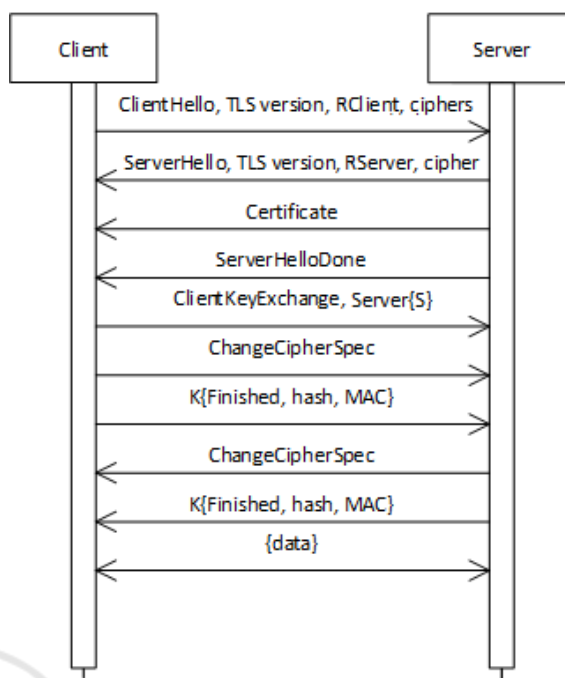 Client
Server
ClientHello, TLS version, RClient, ciphers
ServerHello, TLS version, RServer, cipher
Certificate
ServerHelloDone
ClientKeyExchange, Server{S}
ChangeCipherSpec
K{Finished, hash, MAC}
ChangeCipherSpec
K{Finished, hash, MAC}
{data}